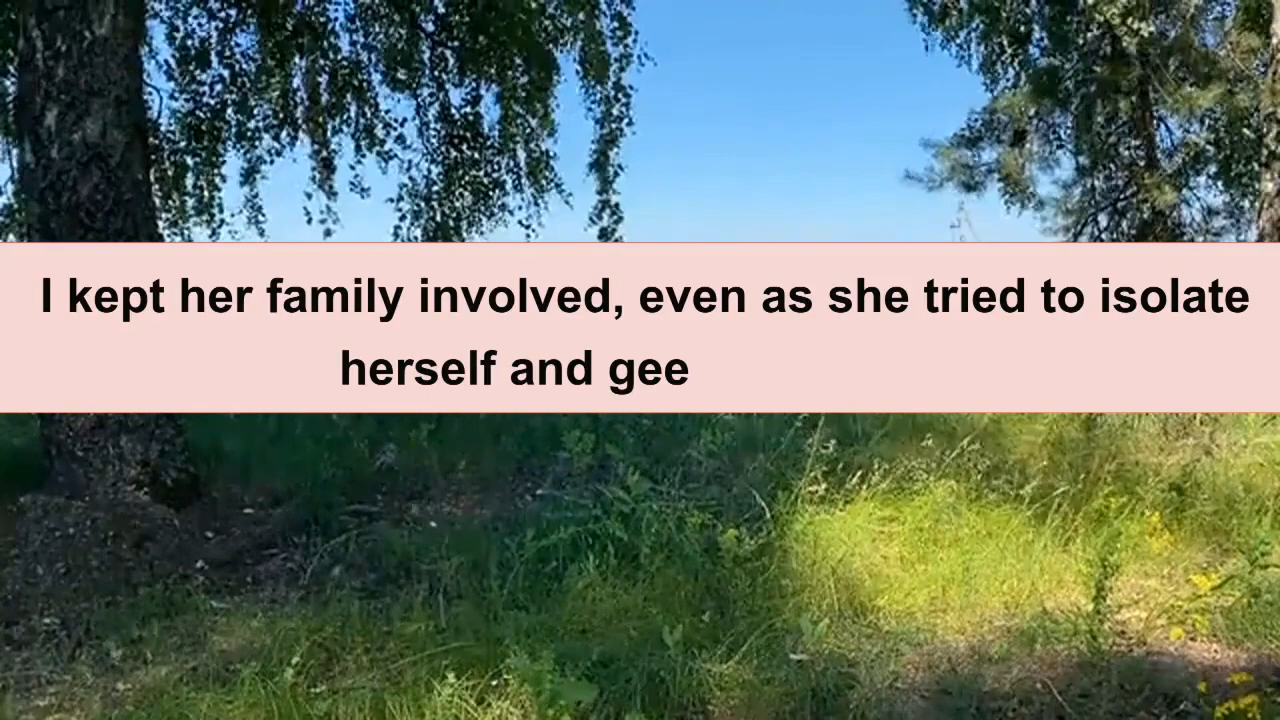 I kept her family involved, even as she tried to isolate
herself and gee